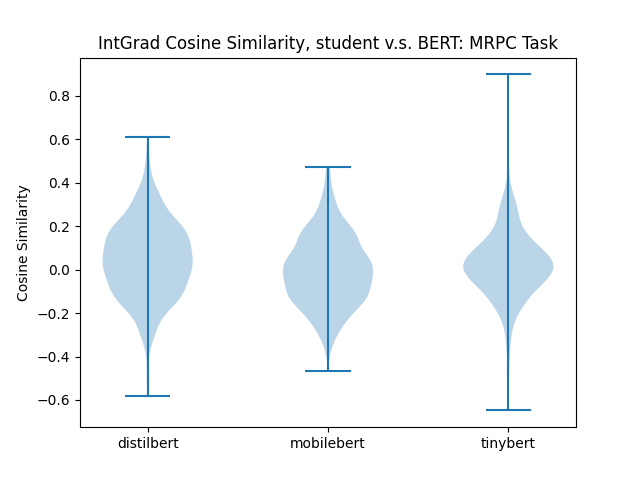 IntGrad Cosine Similarity, student v.s. BERT: MRPC Task
Cosine Similarity
0.8
0.6
0.4
0.2
0.0
−0.2
−0.4
−0.6
distilbert
mobilebert
tinybert